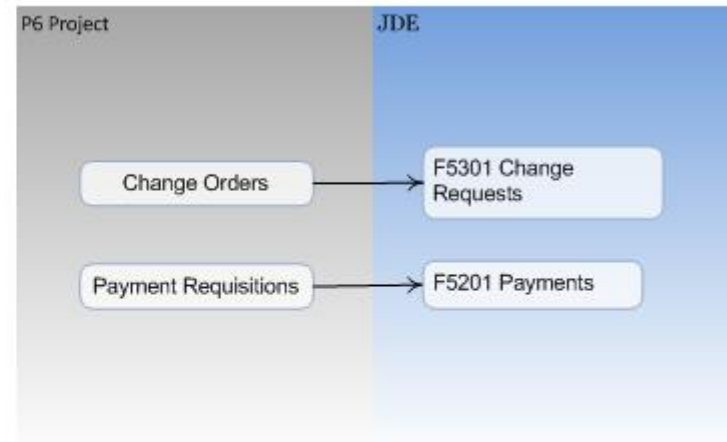 P6 Project
JDE
Change Orders
F5301 Change
Requests
Payment Requisitions
F5201 Payments